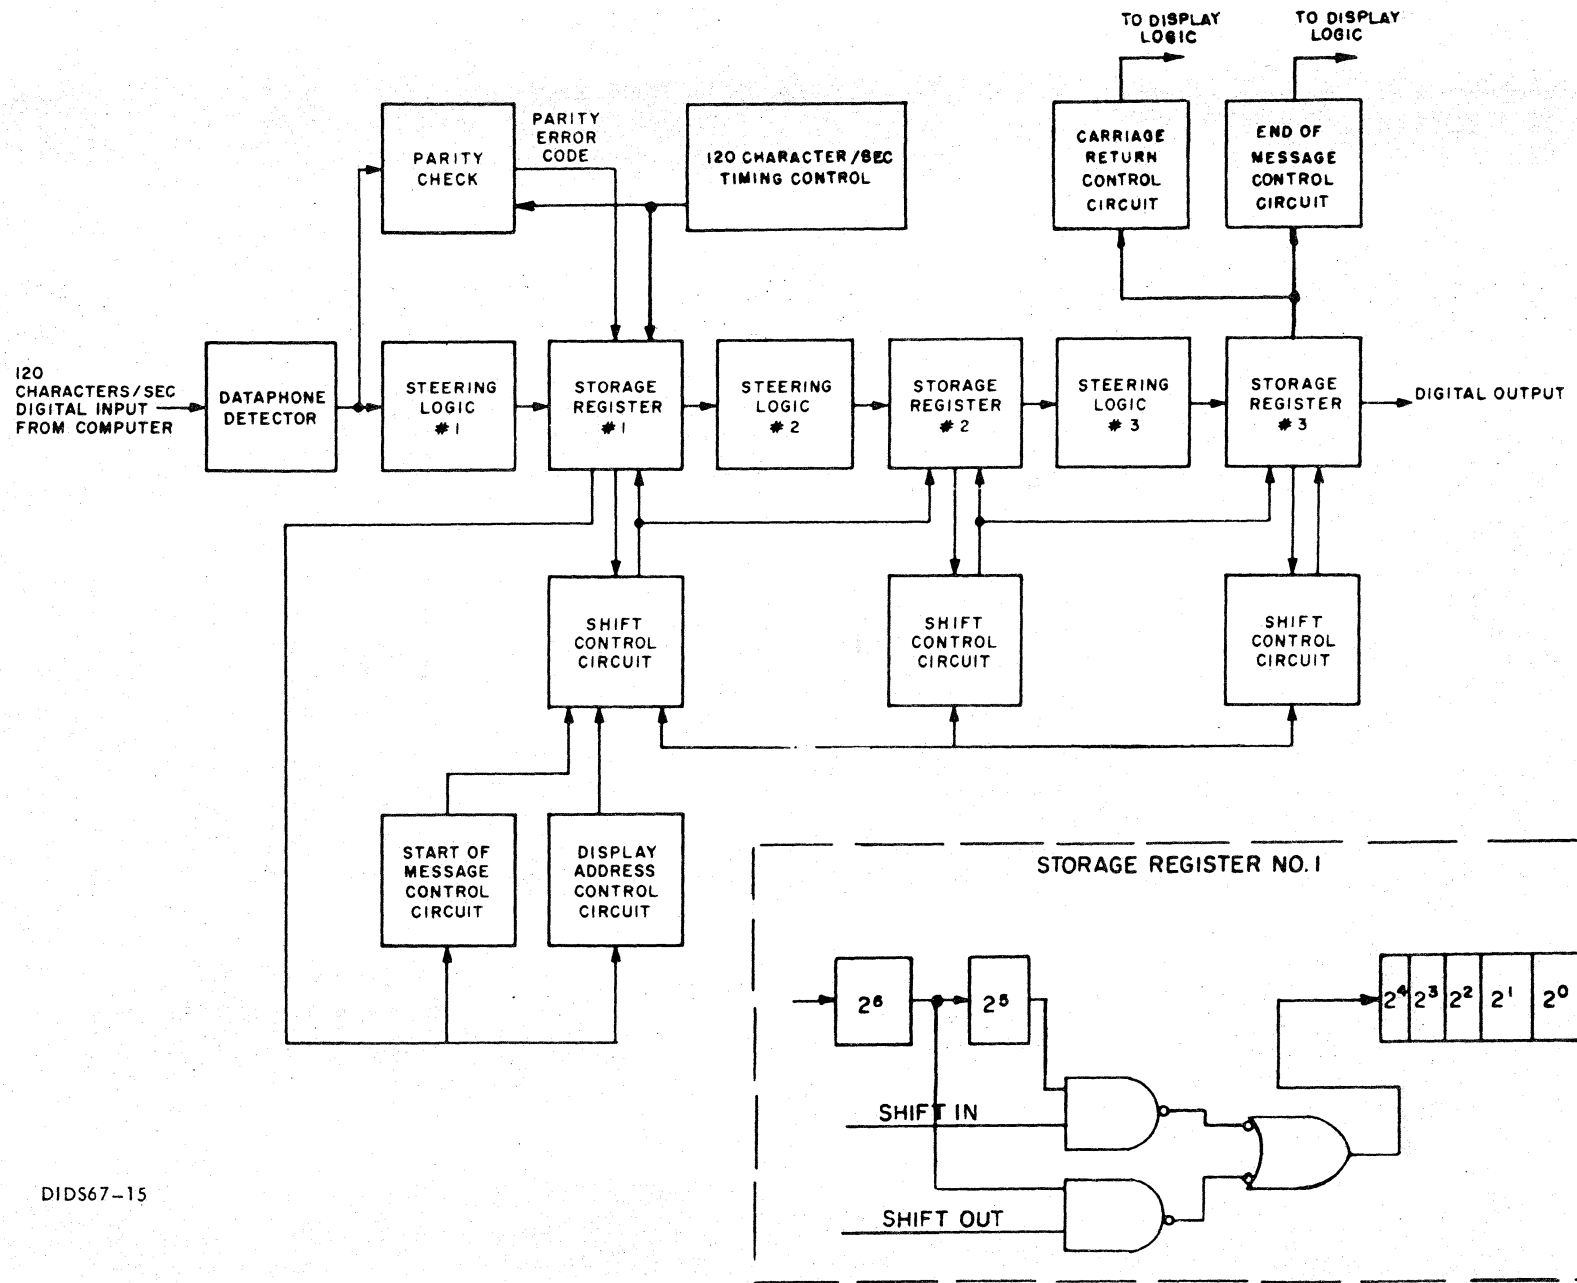 TO DISPLAY
LOGIC
TO DISPLAY
LOGIC
PARITY
CHECK
PARITY
ERROR
CODE
120 CHARACTER/SEC
TIMING CONTROL
CARRIAGE
RETURN
CONTROL
CIRCUIT
END OF
MESSAGE
CONTROL
CIRCUIT
120
CHARACTERS/SEC
DIGITAL INPUT
FROM COMPUTER
DATAPHONE
DETECTOR
STEERING
LOGIC
#1
STORAGE
REGISTER
#1
STEERING
LOGIC
#2
STORAGE
REGISTER
#2
STEERING
LOGIC
#3
STORAGE
REGISTER
#3
DIGITAL OUTPUT
SHIFT
CONTROL
CIRCUIT
SHIFT
CONTROL
CIRCUIT
SHIFT
CONTROL
CIRCUIT
START OF
MESSAGE
CONTROL
CIRCUIT
DISPLAY
ADDRESS
CONTROL
CIRCUIT
STORAGE REGISTER NO. 1
2⁶
2⁵
2⁴ 2³ 2² 2¹ 2⁰
SHIFT IN
SHIFT OUT
DIDS67-15